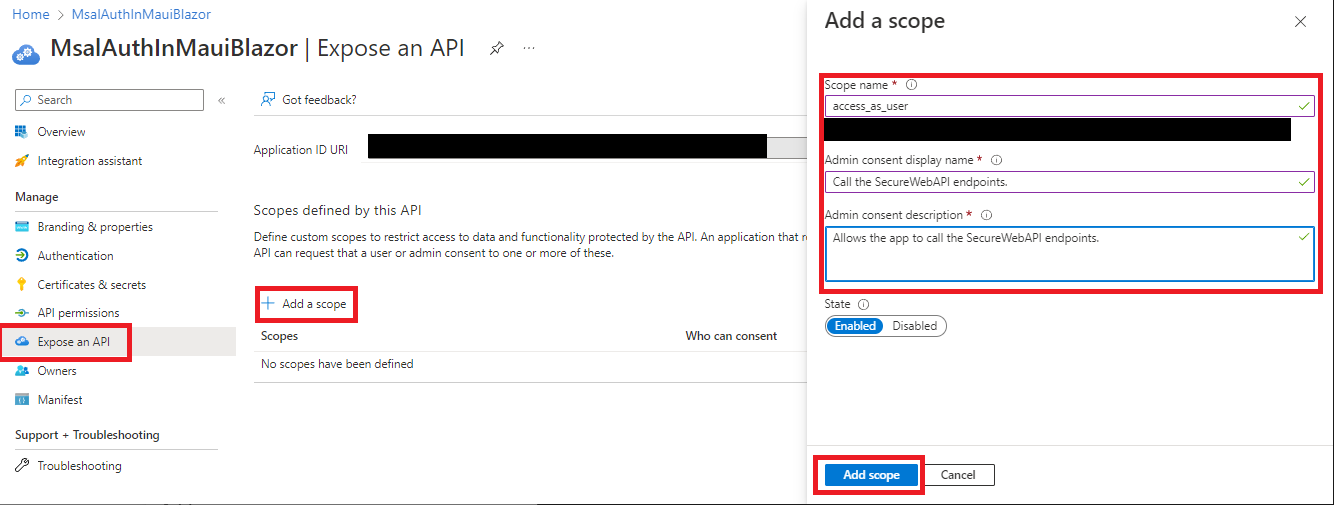 Home > MsalAuthInMauiBlazor
MsalAuthInMauiBlazor | Expose an API
Search
«
Got feedback?
Overview
Integration assistant
Application ID URI
Manage
Branding & properties
Authentication
Certificates & secrets
API permissions
Expose an API
Owners
Manifest
Support + Troubleshooting
Troubleshooting
Scopes defined by this API
Define custom scopes to restrict access to data and functionality protected by the API. An application that
API can request that a user or admin consent to one or more of these.
Add a scope
Scopes Who can consent
No scopes have been defined
Add a scope
Scope name *
access_as_user
Admin consent display name *
Call the SecureWebAPI endpoints.
Admin consent description *
Allows the app to call the SecureWebAPI endpoints.
State
Enabled Disabled
Add scope Cancel